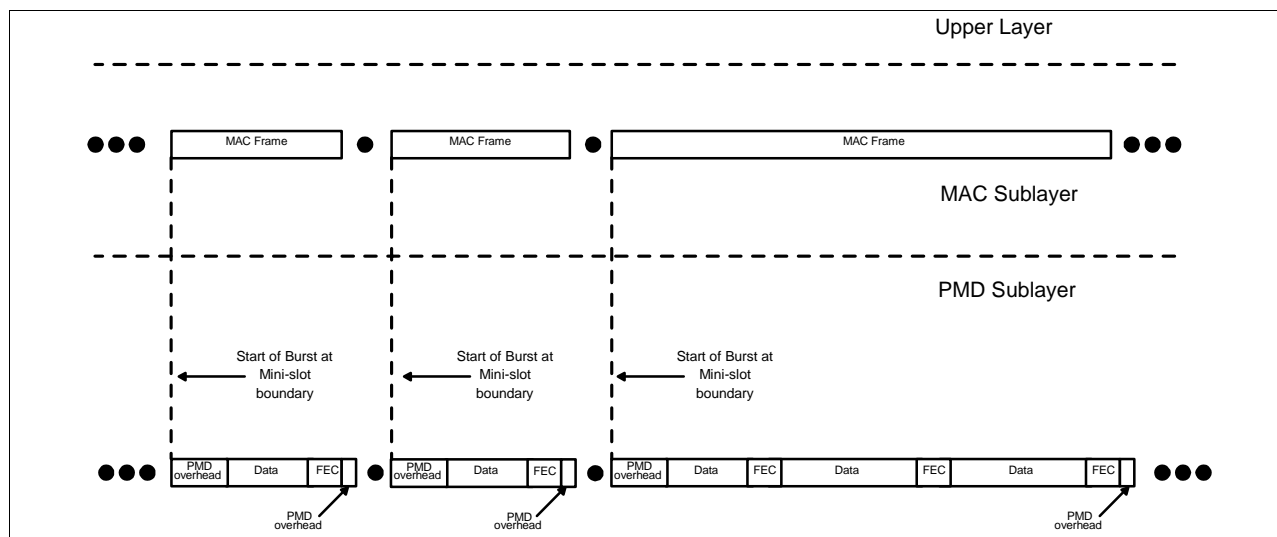 Upper Layer
MAC Frame
MAC Frame
MAC Frame
MAC Sublayer
PMD Sublayer
Start of Burst at
Mini-slot
boundary
Start of Burst at
Mini-slot
boundary
Start of Burst at
Mini-slot
boundary
PMD
overhead
Data
FEC
PMD
overhead
Data
FEC
PMD
overhead
Data
FEC
Data
FEC
Data
FEC
PMD
overhead
PMD
overhead
PMD
overhead